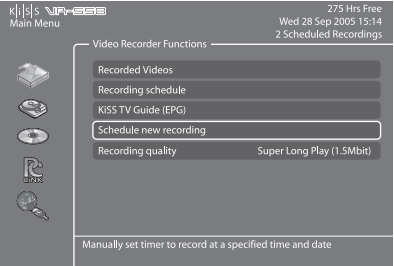 KiSS VR-558
Main Menu
275 Hrs Free
Wed 28 Sep 2005 15:14
2 Scheduled Recordings
Video Recorder Functions
Recorded Videos
Recording schedule
KiSS TV Guide (EPG)
Schedule new recording
Recording quality Super Long Play (1.5Mbit)
PC
LINK
Manually set timer to record at a specified time and date